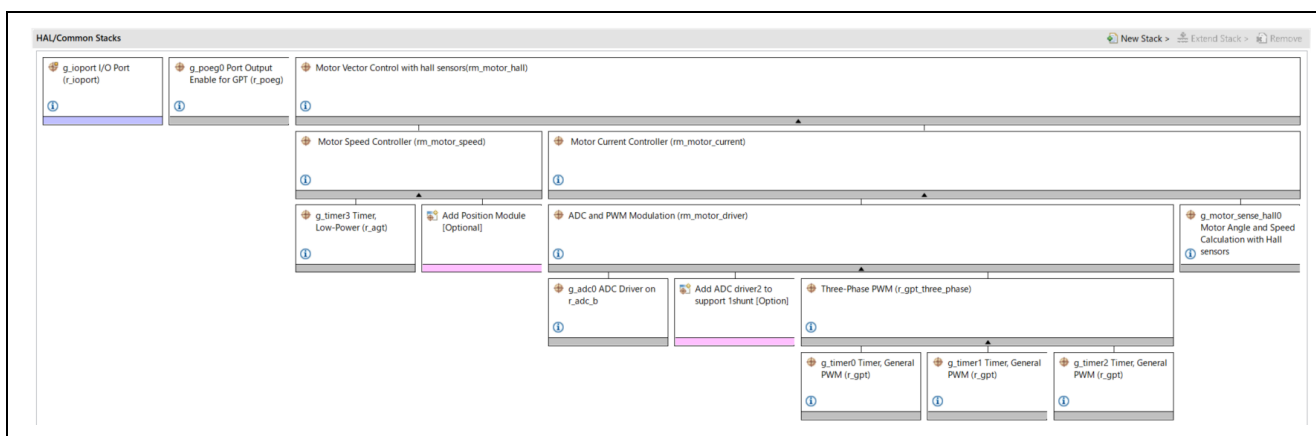 HAL/Common Stacks
New Stack > Extend Stack > Remove
g_ioport I/O Port
(r_ioport)
g_poeg0 Port Output
Enable for GPT (r_poeg)
Motor Vector Control with hall sensors(rm_motor_hall)
Motor Speed Controller (rm_motor_speed)
Motor Current Controller (rm_motor_current)
g_timer3 Timer,
Low-Power (r_agt)
Add Position Module
[Optional]
ADC and PWM Modulation (rm_motor_driver)
g_motor_sense_hall0
Motor Angle and Speed
Calculation with Hall
sensors
g_adc0 ADC Driver on
r_adc_b
Add ADC driver2 to
support 1shunt [Option]
Three-Phase PWM (r_gpt_three_phase)
g_timer0 Timer, General
PWM (r_gpt)
g_timer1 Timer, General
PWM (r_gpt)
g_timer2 Timer, General
PWM (r_gpt)